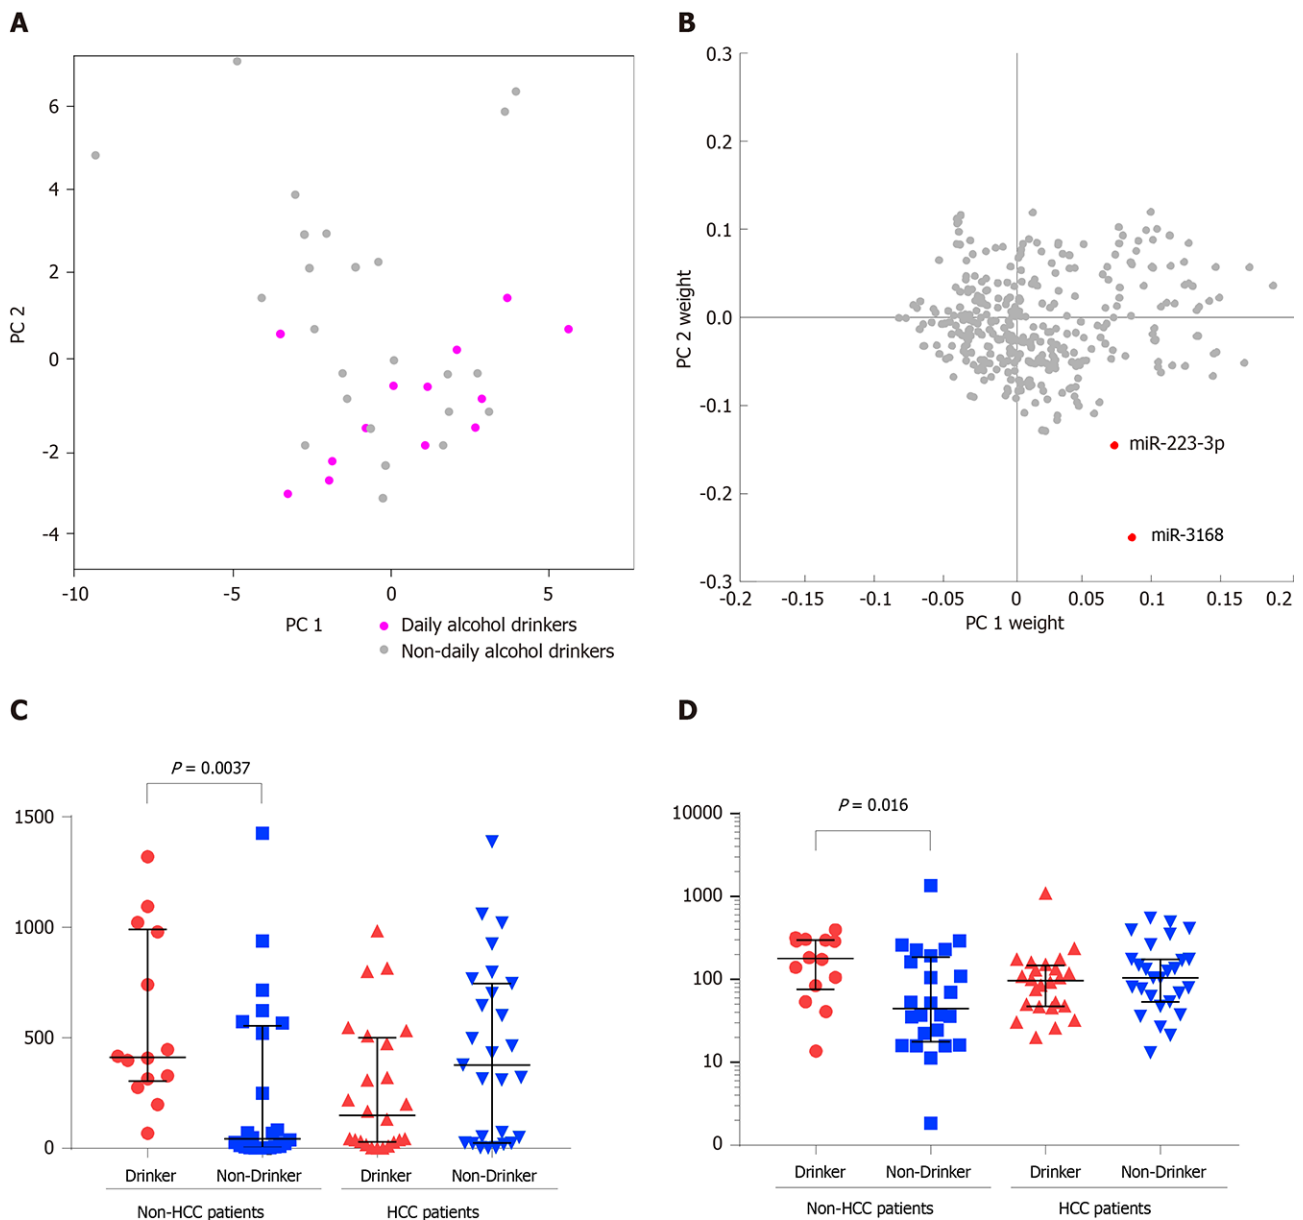 A
6
4
2
0
-2
-4
PC 2
-10
-5
0
5
PC 1
Daily alcohol drinkers
Non-daily alcohol drinkers
B
0.3
0.2
0.1
0.0
-0.1
-0.2
-0.3
PC 2 weight
miR-223-3p
miR-3168
-0.2
-0.15
-0.1
-0.05
0
0.05
0.1
0.15
0.2
PC 1 weight
C
P = 0.0037
1500
1000
500
0
Drinker
Non-Drinker
Drinker
Non-Drinker
Non-HCC patients
HCC patients
D
P = 0.016
10000
1000
100
10
0
Drinker
Non-Drinker
Drinker
Non-Drinker
Non-HCC patients
HCC patients